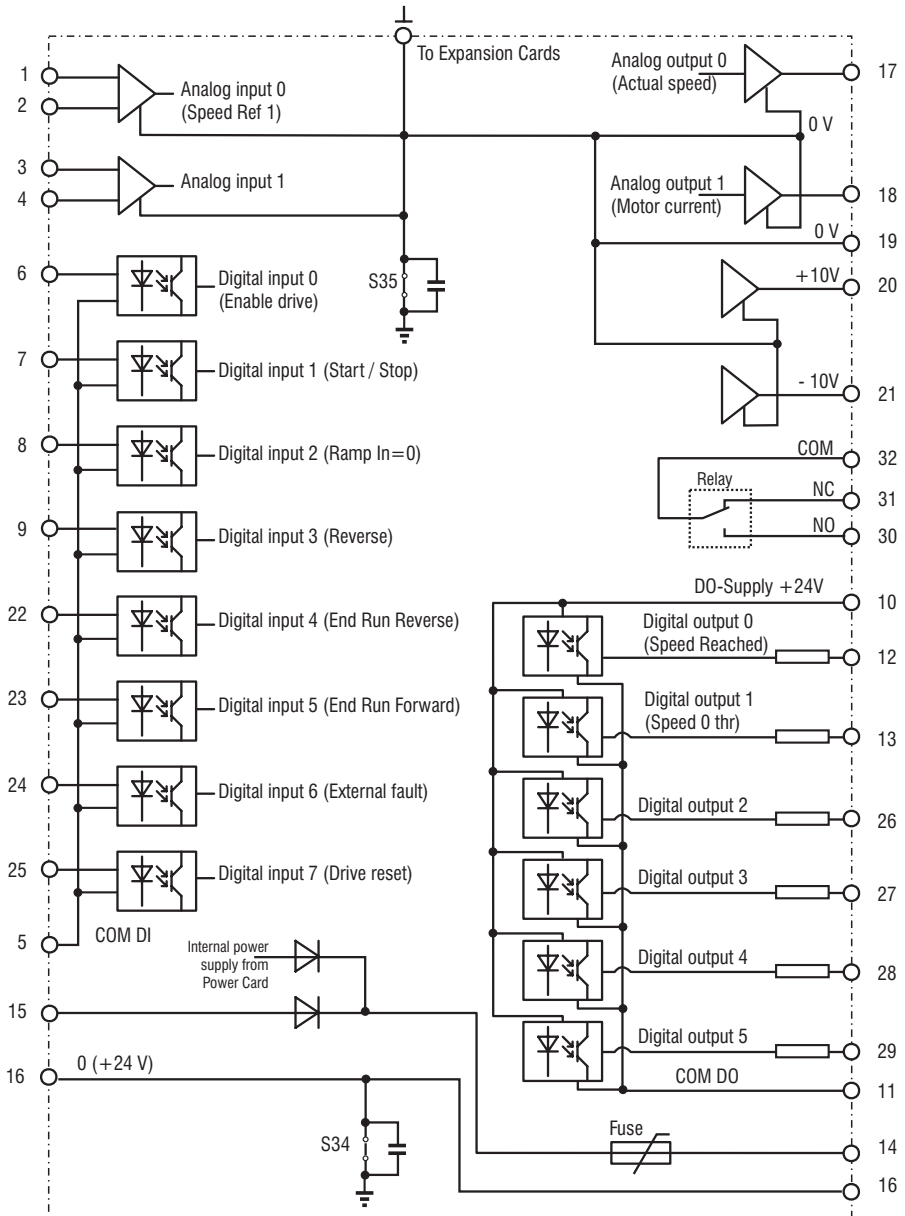 To Expansion Cards
1
2
Analog input 0
(Speed Ref 1)
3
4
Analog input 1
6
Digital input 0
(Enable drive)
7
Digital input 1 (Start / Stop)
8
Digital input 2 (Ramp In=0)
9
Digital input 3 (Reverse)
22
Digital input 4 (End Run Reverse)
23
Digital input 5 (End Run Forward)
24
Digital input 6 (External fault)
25
Digital input 7 (Drive reset)
5
COM DI
Internal power
supply from
Power Card
15
16
0 (+24 V)
S34
S35
Analog output 0
(Actual speed)
17
0 V
Analog output 1
(Motor current)
18
0 V
19
+10V
20
- 10V
21
COM
32
Relay
NC
31
NO
30
DO-Supply +24V
10
Digital output 0
(Speed Reached)
12
Digital output 1
(Speed 0 thr)
13
Digital output 2
26
Digital output 3
27
Digital output 4
28
Digital output 5
29
COM DO
11
Fuse
14
16